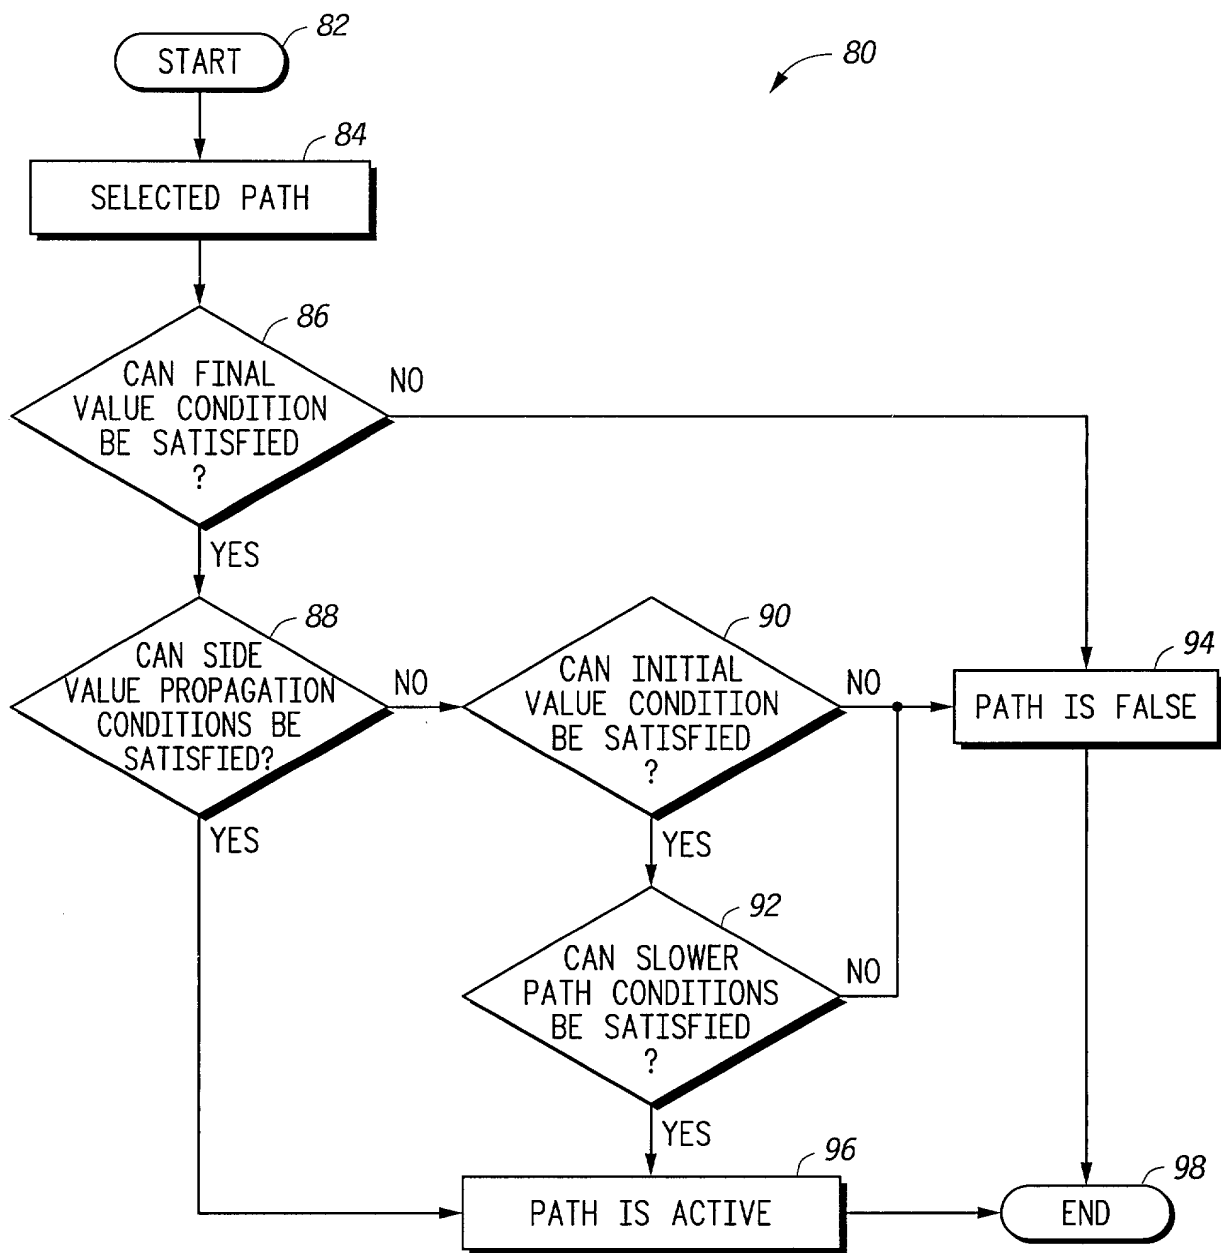 82
START
80
84
SELECTED PATH
86
CAN FINAL
VALUE CONDITION
BE SATISFIED
?
NO
YES
88
CAN SIDE
VALUE PROPAGATION
CONDITIONS BE
SATISFIED?
NO
YES
90
CAN INITIAL
VALUE CONDITION
BE SATISFIED
?
NO
YES
94
PATH IS FALSE
92
CAN SLOWER
PATH CONDITIONS
BE SATISFIED
?
NO
YES
96
PATH IS ACTIVE
98
END